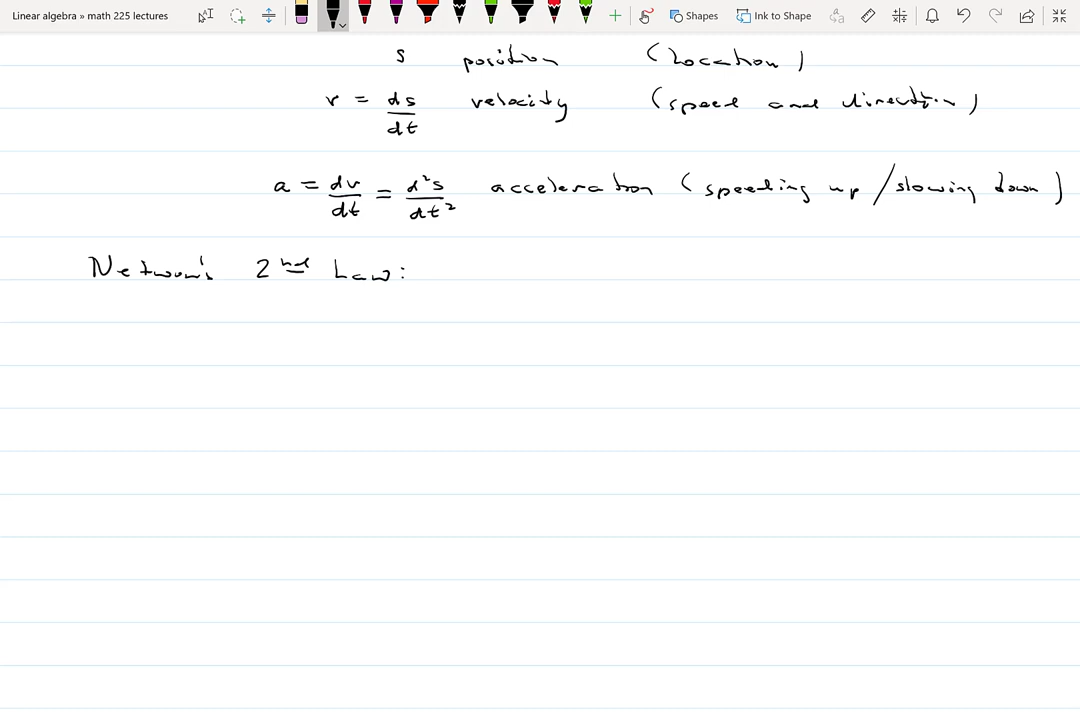 Linear algebra » math 225 lectures Shapes Ink to Shape
s position (location)
v = ds/dt velocity (speed and direction)
a = dv/dt = d²s/dt² acceleration (speeding up/slowing down)
Netwon's 2nd Law: